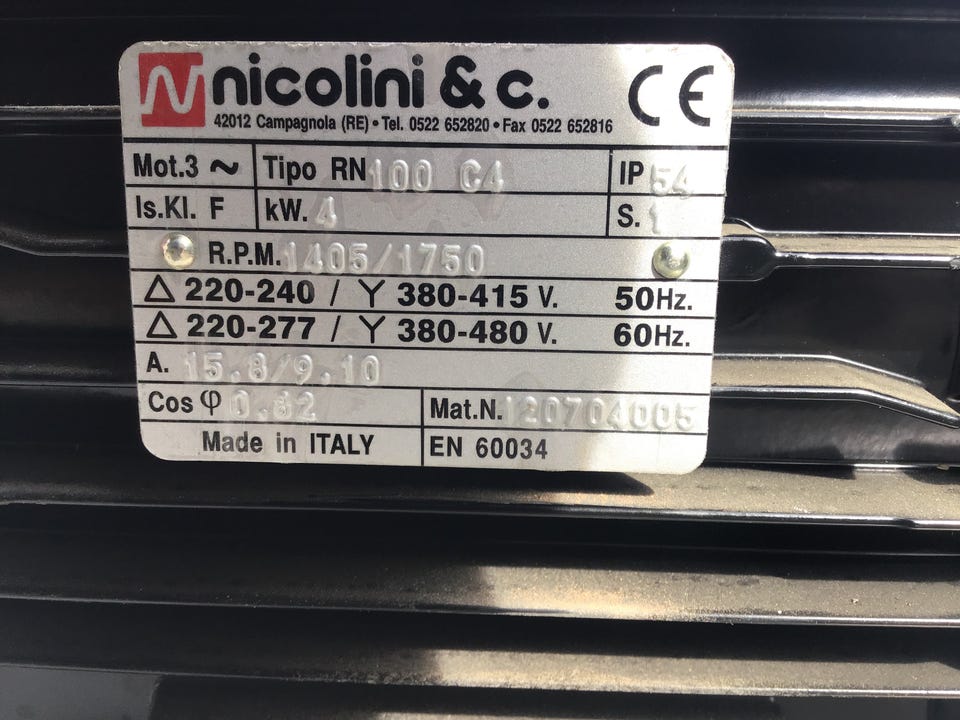 nicolini & c. CE
42012 Campagnola (RE) • Tel. 0522 652820 • Fax 0522 652816
Mot.3 ~ Tipo RN 100 C4 IP 54
Is.Kl. F kW. 4 S. 1
R.P.M. 1405/1750
△ 220-240 / Y 380-415 V. 50Hz.
△ 220-277 / Y 380-480 V. 60Hz.
A. 15.8/9.10
Cos φ 0.82 Mat.N. 120704005
Made in ITALY EN 60034